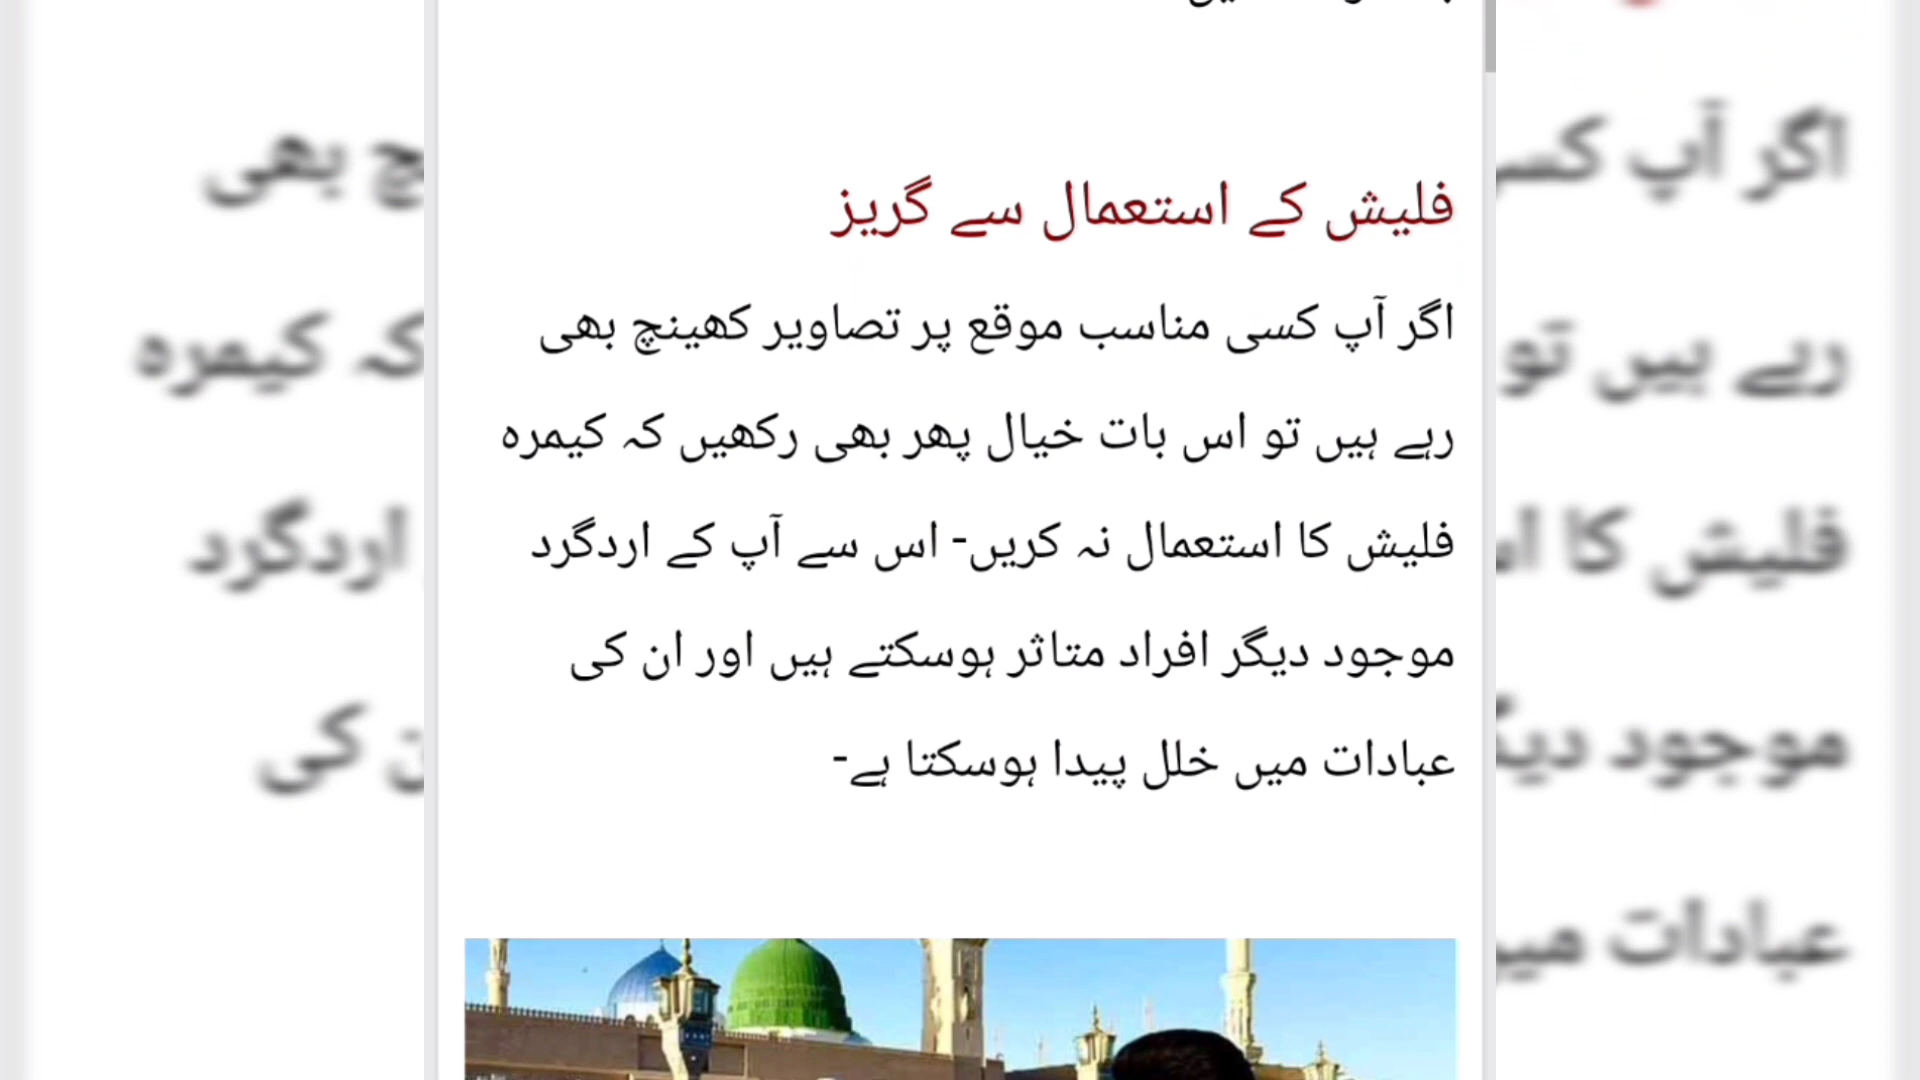 فلیش کے استعمال سے گریز
اگر آپ کسی مناسب موقع پر تصاویر کھینچ بھی
رہے ہیں تو اس بات خیال پھر بھی رکھیں کہ کیمرہ
فلیش کا استعمال نہ کریں- اس سے آپ کے اردگرد
موجود دیگر افراد متاثر ہوسکتے ہیں اور ان کی
عبادات میں خلل پیدا ہوسکتا ہے-